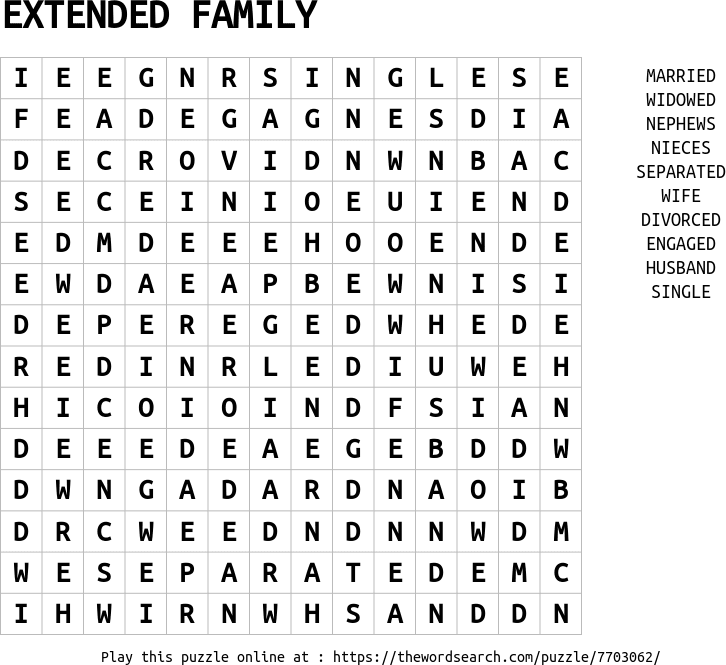 EXTENDED FAMILY
I E E G N R S I N G L E S E
F E A D E G A G N E S D I A
D E C R O V I D N W N B A C
S E C E I N I O E U I E N D
E D M D E E E H O O E N D E
E W D A E A P B E W N I S I
D E P E R E G E D W H E D E
R E D I N R L E D I U W E H
H I C O I O I N D F S I A N
D E E E D E A E G E B D D W
D W N G A D A R D N A O I B
D R C W E E D N D N N W D M
W E S E P A R A T E D E M C
I H W I R N W H S A N D D N
MARRIED
WIDOWED
NEPHEWS
NIECES
SEPARATED
WIFE
DIVORCED
ENGAGED
HUSBAND
SINGLE
Play this puzzle online at : https://thewordsearch.com/puzzle/7703062/